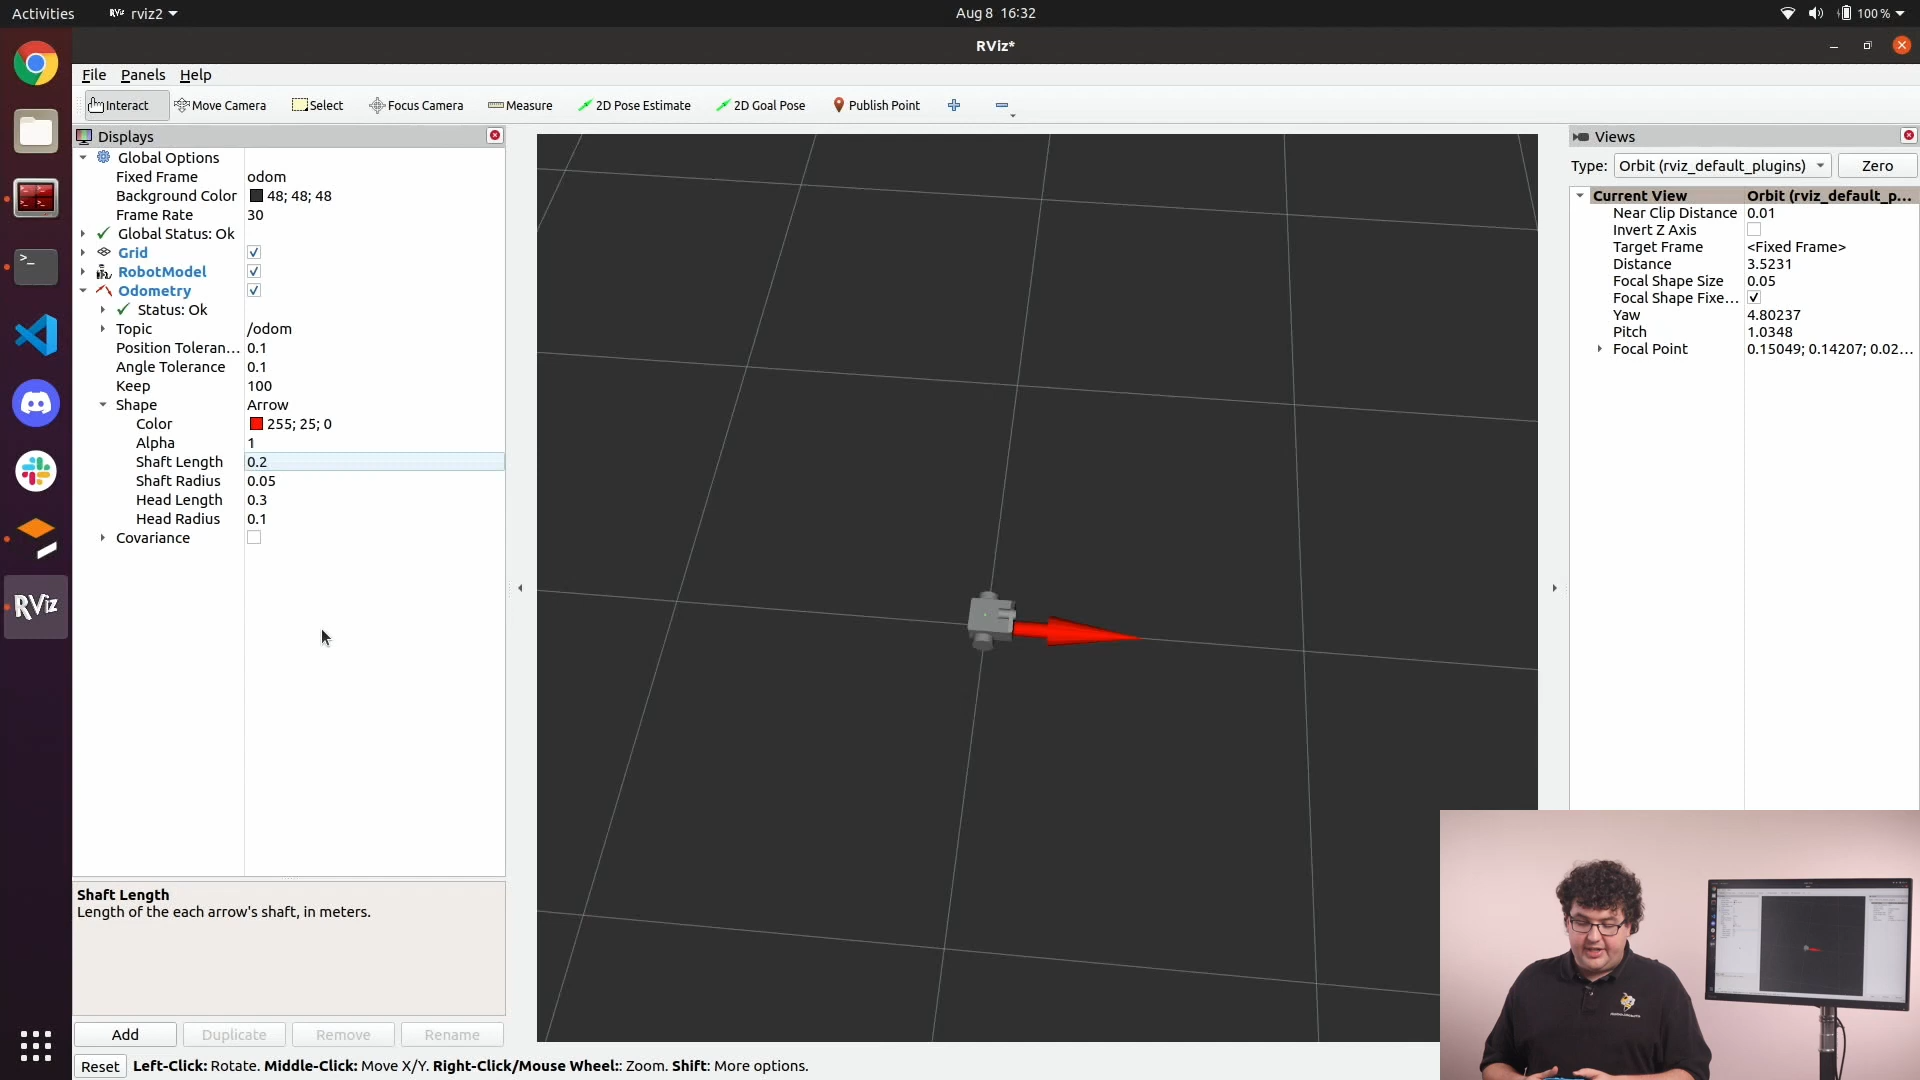 Activities
RViz rviz2
Aug 8 16:32
100 %
RViz*
File Panels Help
Interact Move Camera Select Focus Camera Measure 2D Pose Estimate 2D Goal Pose Publish Point
Displays
Global Options
Fixed Frame odom
Background Color 48; 48; 48
Frame Rate 30
Global Status: Ok
Grid
RobotModel
Odometry
Status: Ok
Topic /odom
Position Toleran... 0.1
Angle Tolerance 0.1
Keep 100
Shape Arrow
Color 255; 25; 0
Alpha 1
Shaft Length 0.2
Shaft Radius 0.05
Head Length 0.3
Head Radius 0.1
Covariance
RViz
Shaft Length
Length of the each arrow's shaft, in meters.
Add Duplicate Remove Rename
Reset Left-Click: Rotate. Middle-Click: Move X/Y. Right-Click/Mouse Wheel:: Zoom. Shift: More options.
Views
Type: Orbit (rviz_default_plugins) Zero
Current View Orbit (rviz_default_p...
Near Clip Distance 0.01
Invert Z Axis
Target Frame <Fixed Frame>
Distance 3.5231
Focal Shape Size 0.05
Focal Shape Fixe...
Yaw 4.80237
Pitch 1.0348
Focal Point 0.15049; 0.14207; 0.02...